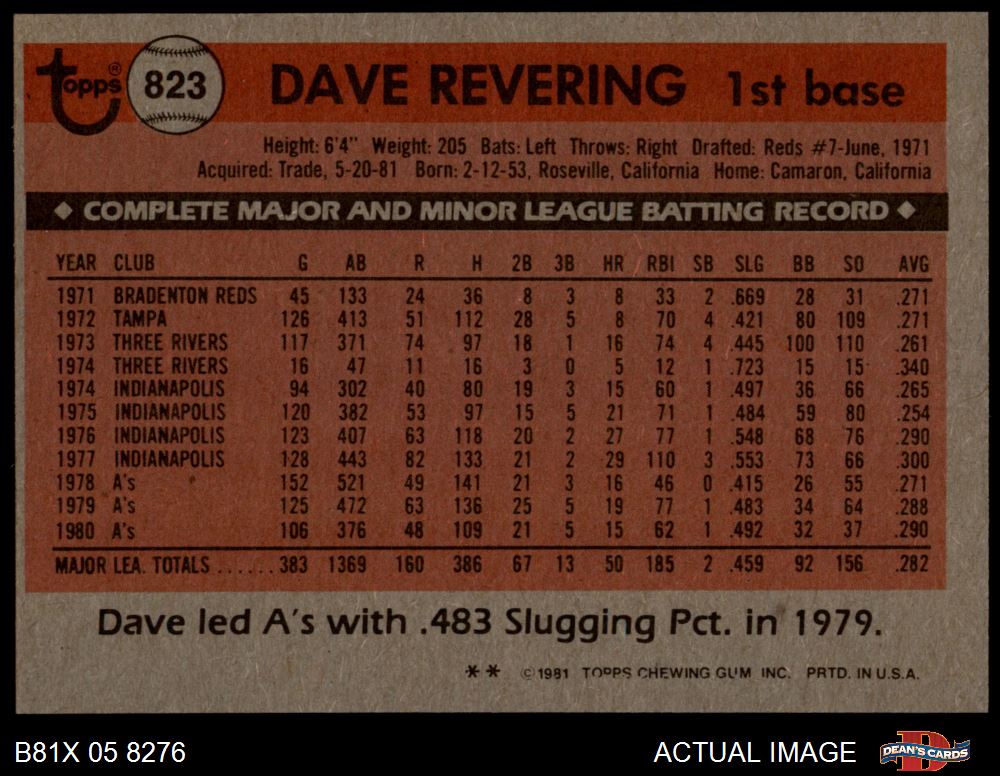 topps® 823 DAVE REVERING 1st base
Height: 6'4" Weight: 205 Bats: Left Throws: Right Drafted: Reds #7-June, 1971
Acquired: Trade, 5-20-81 Born: 2-12-53, Roseville, California Home: Camaron, California
◆ COMPLETE MAJOR AND MINOR LEAGUE BATTING RECORD ◆
YEAR CLUB G AB R H 2B 3B HR RBI SB SLG BB SO AVG
1971 BRADENTON REDS 45 133 24 36 8 3 8 33 2 .669 28 31 .271
1972 TAMPA 126 413 51 112 28 5 8 70 4 .421 80 109 .271
1973 THREE RIVERS 117 371 74 97 18 1 16 74 4 .445 100 110 .261
1974 THREE RIVERS 16 47 11 16 3 0 5 12 1 .723 15 15 .340
1974 INDIANAPOLIS 94 302 40 80 19 3 15 60 1 .497 36 66 .265
1975 INDIANAPOLIS 120 382 53 97 15 5 21 71 1 .484 59 80 .254
1976 INDIANAPOLIS 123 407 63 118 20 2 27 77 1 .548 68 76 .290
1977 INDIANAPOLIS 128 443 82 133 21 2 29 110 3 .553 73 66 .300
1978 A's 152 521 49 141 21 3 16 46 0 .415 26 55 .271
1979 A's 125 472 63 136 25 5 19 77 1 .483 34 64 .288
1980 A's 106 376 48 109 21 5 15 62 1 .492 32 37 .290
MAJOR LEA. TOTALS ...... 383 1369 160 386 67 13 50 185 2 .459 92 156 .282
Dave led A's with .483 Slugging Pct. in 1979.
** © 1981 TOPPS CHEWING GUM INC. PRTD. IN U.S.A.
B81X 05 8276 ACTUAL IMAGE DEAN'S CARDS